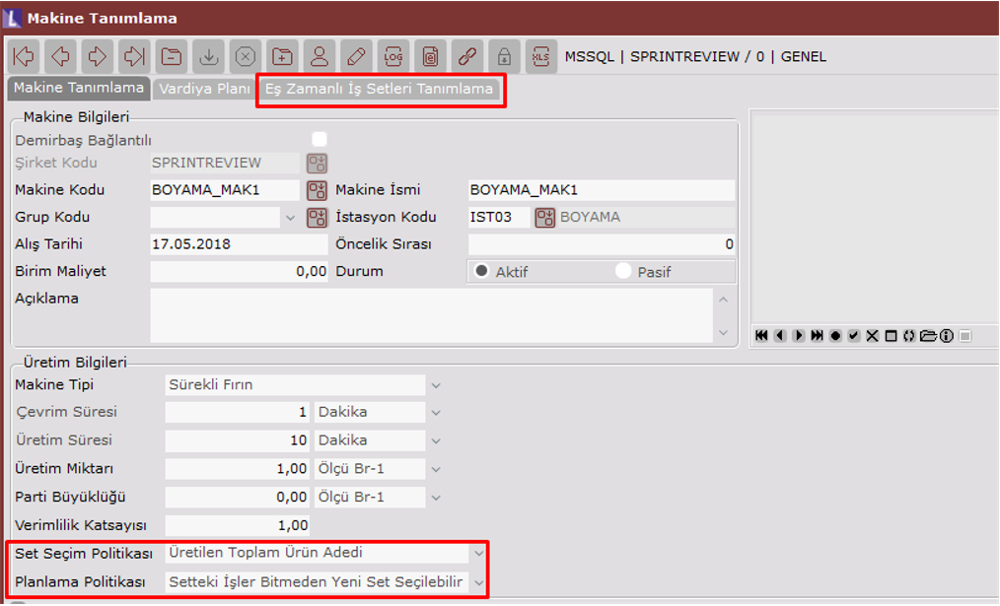 Makine Tanımlama
LOG XLS MSSQL | SPRINTREVIEW / 0 | GENEL
Makine Tanımlama Vardiya Planı Eş Zamanlı İş Setleri Tanımlama
Makine Bilgileri
Demirbaş Bağlantılı
Şirket Kodu SPRINTREVIEW
Makine Kodu BOYAMA_MAK1 Makine İsmi BOYAMA_MAK1
Grup Kodu İstasyon Kodu IST03 BOYAMA
Alış Tarihi 17.05.2018 Öncelik Sırası 0
Birim Maliyet 0,00 Durum Aktif Pasif
Açıklama
Üretim Bilgileri
Makine Tipi Sürekli Fırın
Çevrim Süresi 1 Dakika
Üretim Süresi 10 Dakika
Üretim Miktarı 1,00 Ölçü Br-1
Parti Büyüklüğü 0,00 Ölçü Br-1
Verimlilik Katsayısı 1,00
Set Seçim Politikası Üretilen Toplam Ürün Adedi
Planlama Politikası Setteki İşler Bitmeden Yeni Set Seçilebilir